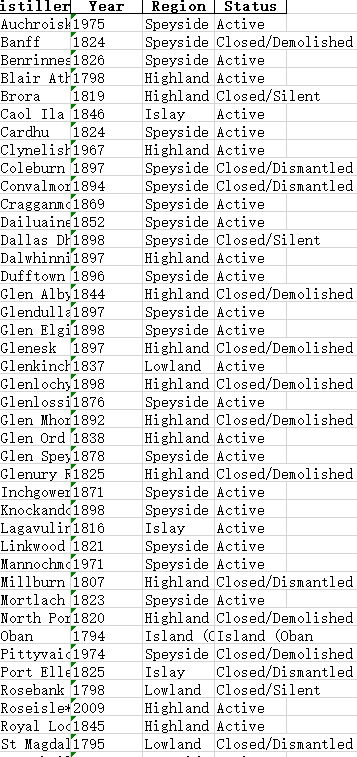 istiller Year Region Status
Auchroisk 1975 Speyside Active
Banff 1824 Speyside Closed/Demolished
Benrinnes 1826 Speyside Active
Blair Ath 1798 Highland Active
Brora 1819 Highland Closed/Silent
Caol Ila 1846 Islay Active
Cardhu 1824 Speyside Active
Clynelish 1967 Highland Active
Coleburn 1897 Speyside Closed/Dismantled
Convalmor 1894 Speyside Closed/Dismantled
Cragganmo 1869 Speyside Active
Dailuaine 1852 Speyside Active
Dallas Dh 1898 Speyside Closed/Silent
Dalwhinni 1897 Highland Active
Dufftown 1896 Speyside Active
Glen Alby 1844 Highland Closed/Demolished
Glendulla 1897 Speyside Active
Glen Elgi 1898 Speyside Active
Glenesk 1897 Highland Closed/Demolished
Glenkinch 1837 Lowland Active
Glenlochy 1898 Highland Closed/Demolished
Glenlossi 1876 Speyside Active
Glen Mhor 1892 Highland Closed/Demolished
Glen Ord 1838 Highland Active
Glen Spey 1878 Speyside Active
Glenury R 1825 Highland Closed/Demolished
Inchgower 1871 Speyside Active
Knockando 1898 Speyside Active
Lagavulin 1816 Islay Active
Linkwood 1821 Speyside Active
Mannochmo 1971 Speyside Active
Millburn 1807 Highland Closed/Dismantled
Mortlach 1823 Speyside Active
North Por 1820 Highland Closed/Demolished
Oban 1794 Island (O Island (Oban
Pittyvaic 1974 Speyside Closed/Demolished
Port Elle 1825 Islay Closed/Dismantled
Rosebank 1798 Lowland Closed/Silent
Roseisle* 2009 Highland Active
Royal Loc 1845 Highland Active
St Magdal 1795 Lowland Closed/Dismantled